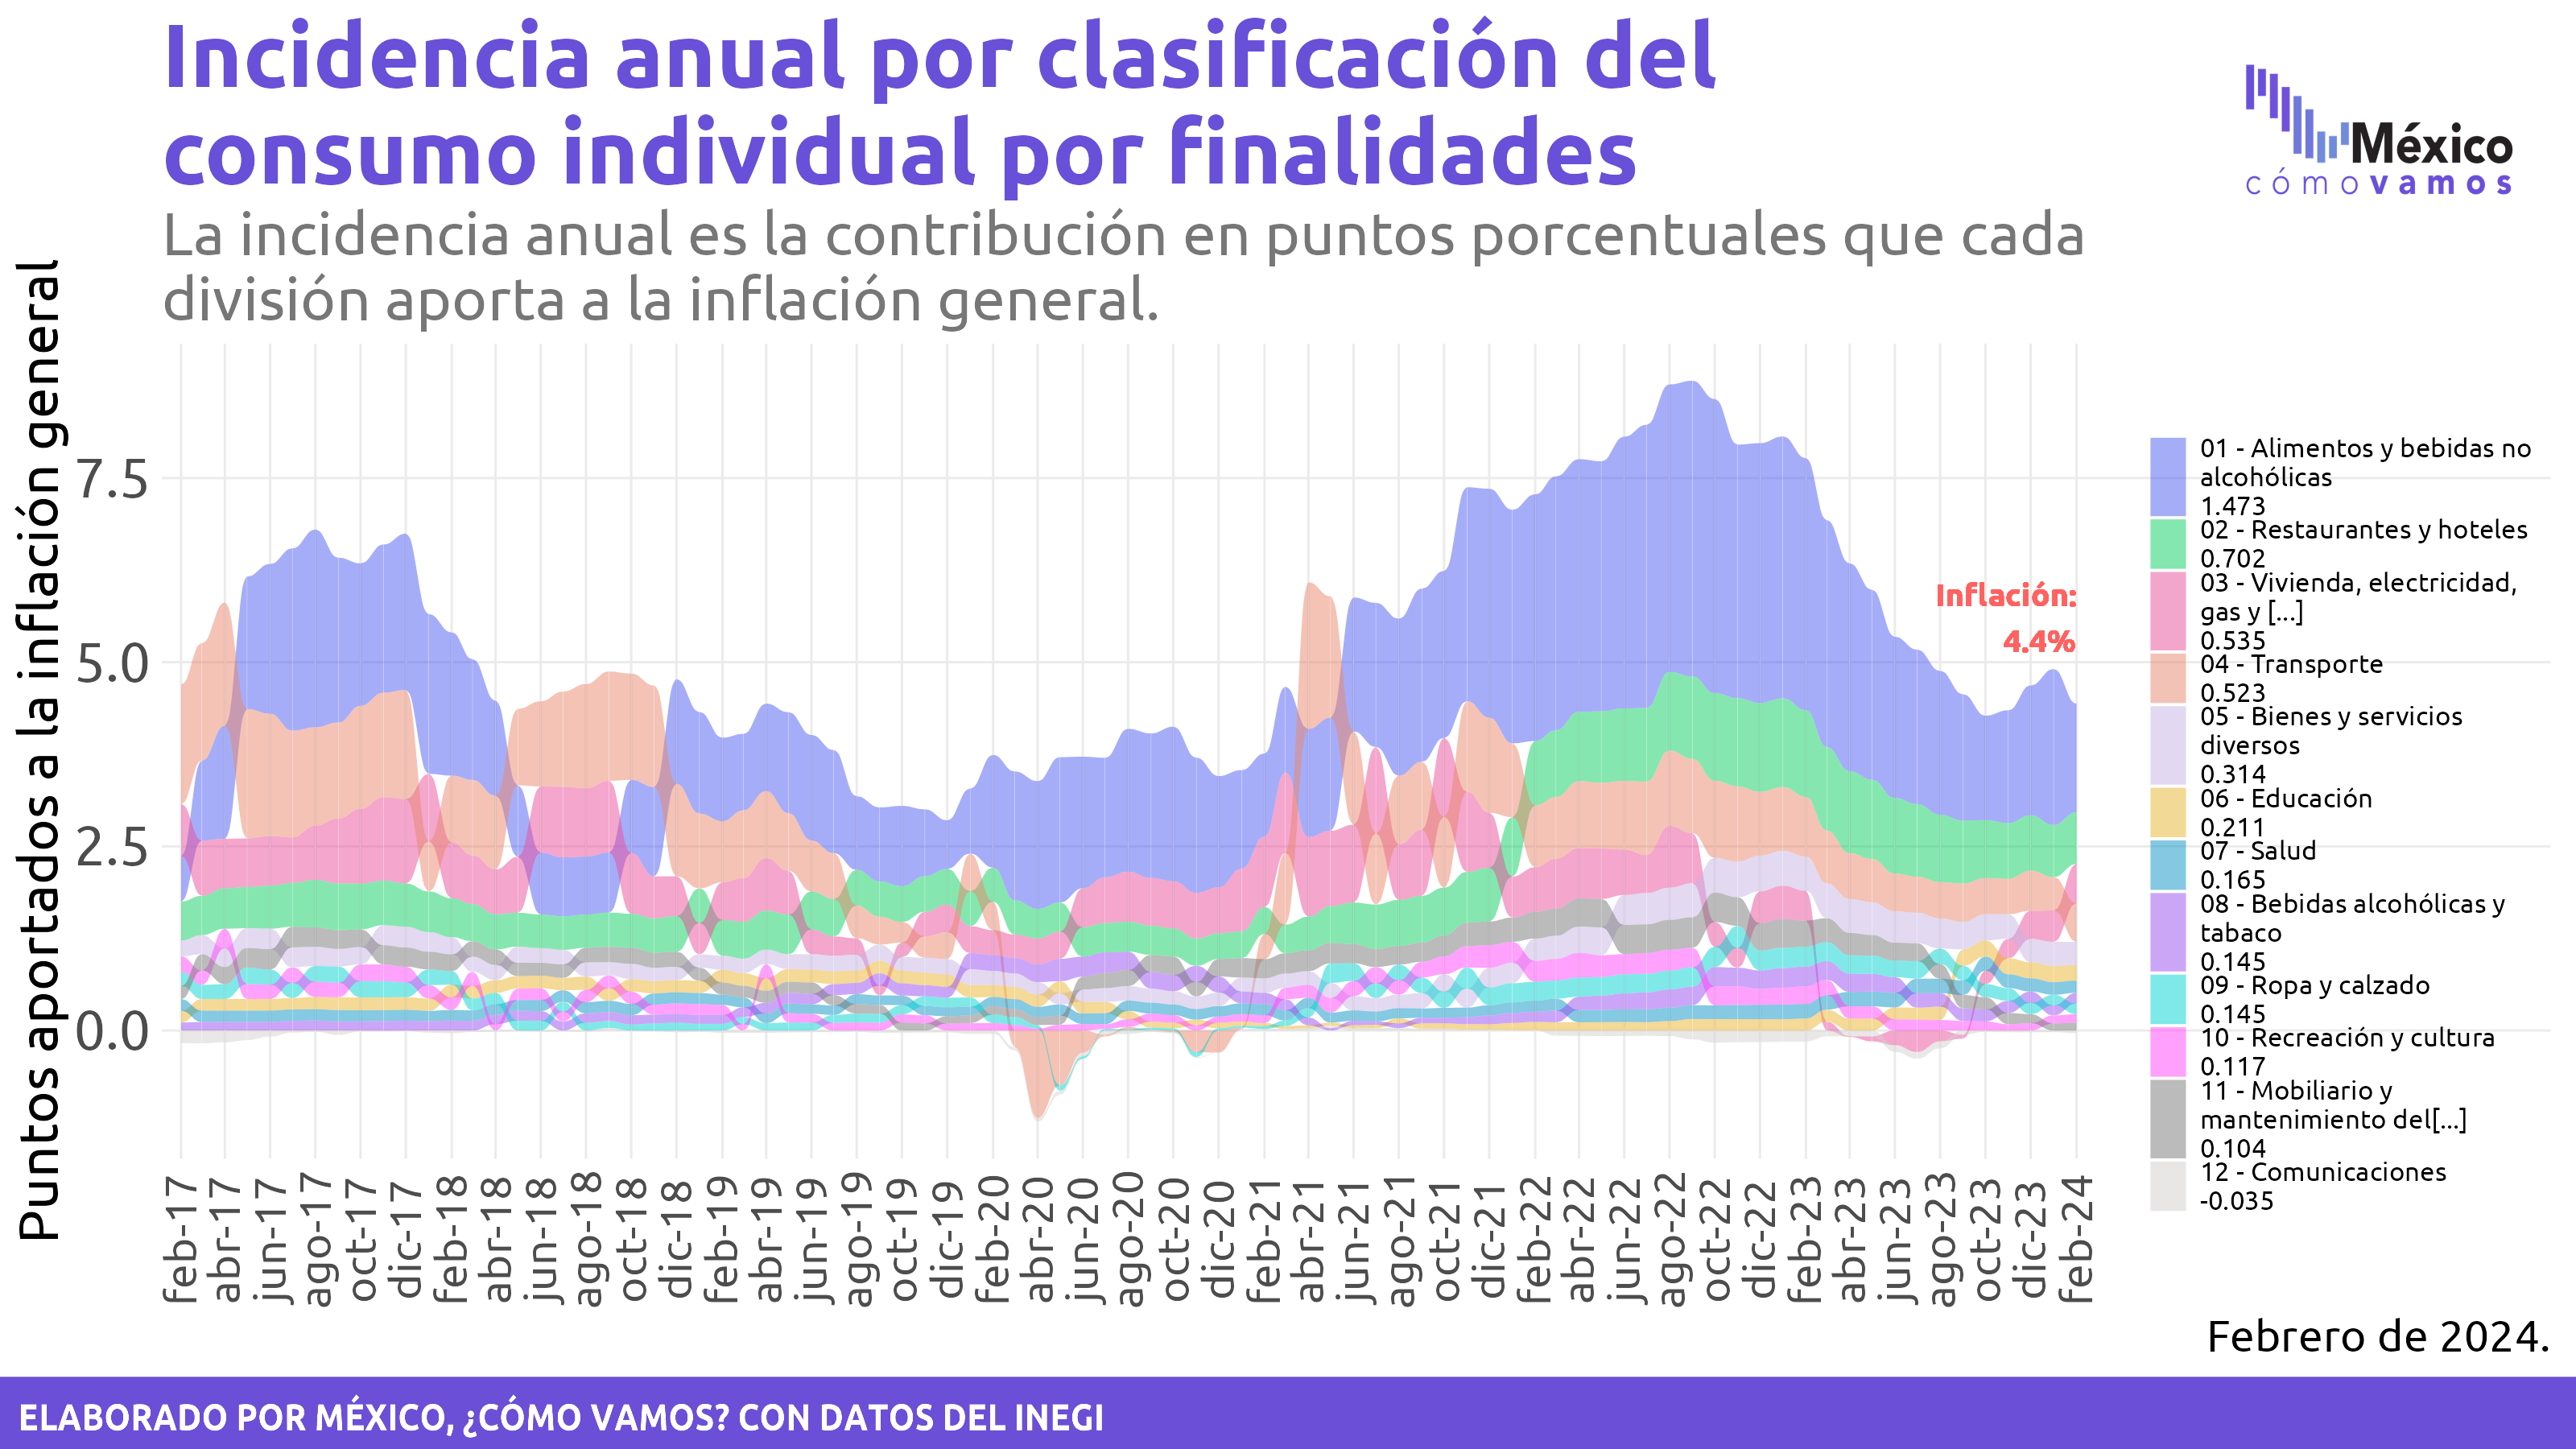 Incidencia anual por clasificación del
consumo individual por finalidades
La incidencia anual es la contribución en puntos porcentuales que cada
división aporta a la inflación general.
México
cómo vamos
Puntos aportados a la inflación general
7.5
5.0
2.5
0.0
Inflación:
4.4%
01 - Alimentos y bebidas no
alcohólicas
1.473
02 - Restaurantes y hoteles
0.702
03 - Vivienda, electricidad,
gas y [...]
0.535
04 - Transporte
0.523
05 - Bienes y servicios
diversos
0.314
06 - Educación
0.211
07 - Salud
0.165
08 - Bebidas alcohólicas y
tabaco
0.145
09 - Ropa y calzado
0.145
10 - Recreación y cultura
0.117
11 - Mobiliario y
mantenimiento del[...]
0.104
12 - Comunicaciones
-0.035
feb-17
abr-17
jun-17
ago-17
oct-17
dic-17
feb-18
abr-18
jun-18
ago-18
oct-18
dic-18
feb-19
abr-19
jun-19
ago-19
oct-19
dic-19
feb-20
abr-20
jun-20
ago-20
oct-20
dic-20
feb-21
abr-21
jun-21
ago-21
oct-21
dic-21
feb-22
abr-22
jun-22
ago-22
oct-22
dic-22
feb-23
abr-23
jun-23
ago-23
oct-23
dic-23
feb-24
Febrero de 2024.
ELABORADO POR MÉXICO, ¿CÓMO VAMOS? CON DATOS DEL INEGI